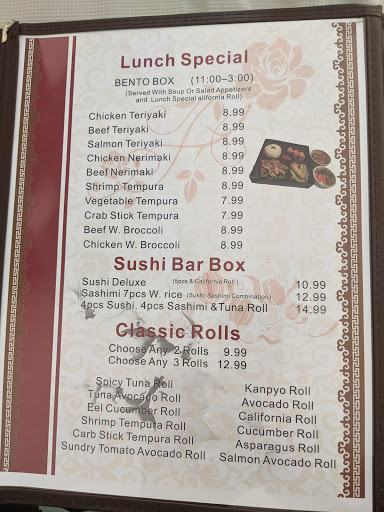 Lunch Special
BENTO BOX (11:00-3:00)
(Served With Soup Or Salad Appetizers
and Lunch Special alifornia Roll)
Chicken Teriyaki 8.99
Beef Teriyaki 8.99
Salmon Teriyaki 8.99
Chicken Nerimaki 8.99
Beef Nerimaki 8.99
Shrimp Tempura 8.99
Vegetable Tempura 7.99
Crab Stick Tempura 7.99
Beef W. Broccoli 8.99
Chicken W. Broccoli 8.99
Sushi Bar Box
Sushi Deluxe (5pcs & California Roll) 10.99
Sashimi 7pcs W. rice (Sushi-Sashimi Combination) 12.99
4pcs Sushi. 4pcs Sashimi & Tuna Roll 14.99
Classic Rolls
Choose Any 2 Rolls 9.99
Choose Any 3 Rolls 12.99
Spicy Tuna Roll
Tuna Avocado Roll
Eel Cucumber Roll
Shrimp Tempura Roll
Carb Stick Tempura Roll
Sundry Tomato Avocado Roll
Kanpyo Roll
Avocado Roll
California Roll
Cucumber Roll
Asparagus Roll
Salmon Avocado Roll